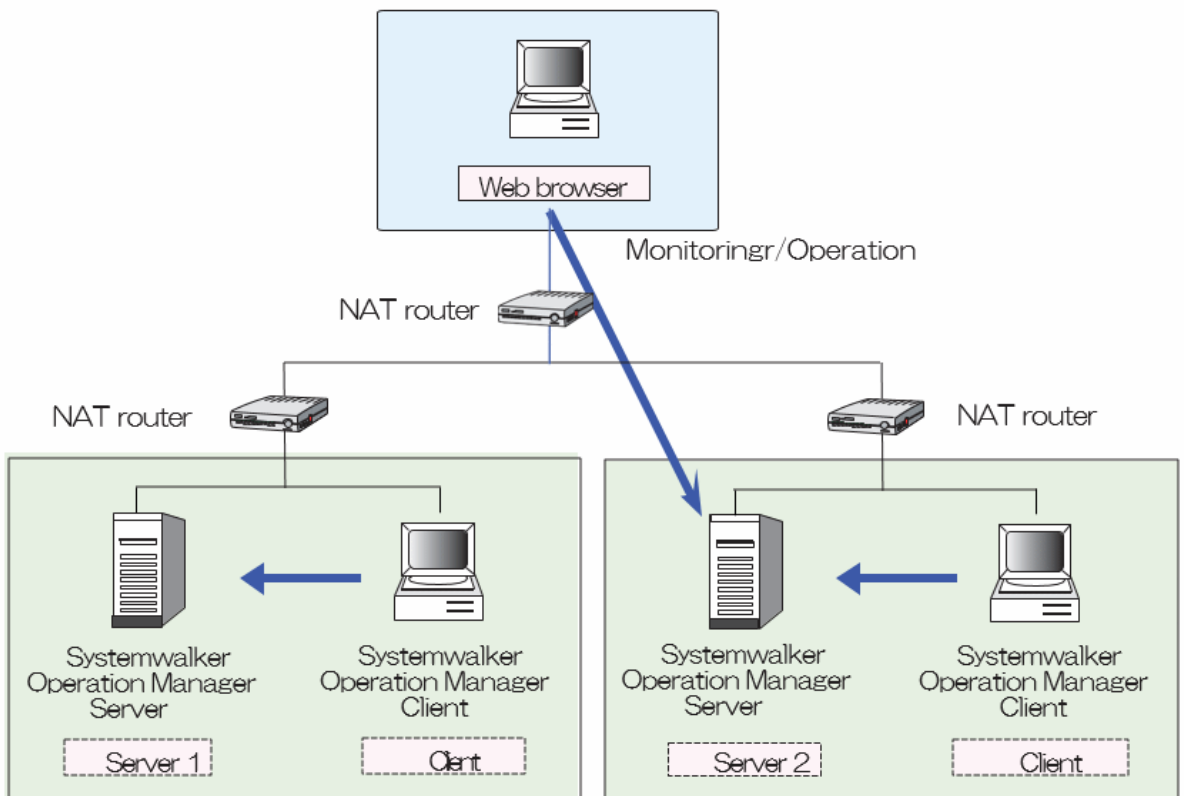 Web browser
Monitoringr/Operation
NAT router
NAT router
NAT router
Systemwalker
Operation Manager
Server
Systemwalker
Operation Manager
Client
Systemwalker
Operation Manager
Server
Systemwalker
Operation Manager
Client
Server 1
Client
Server 2
Client